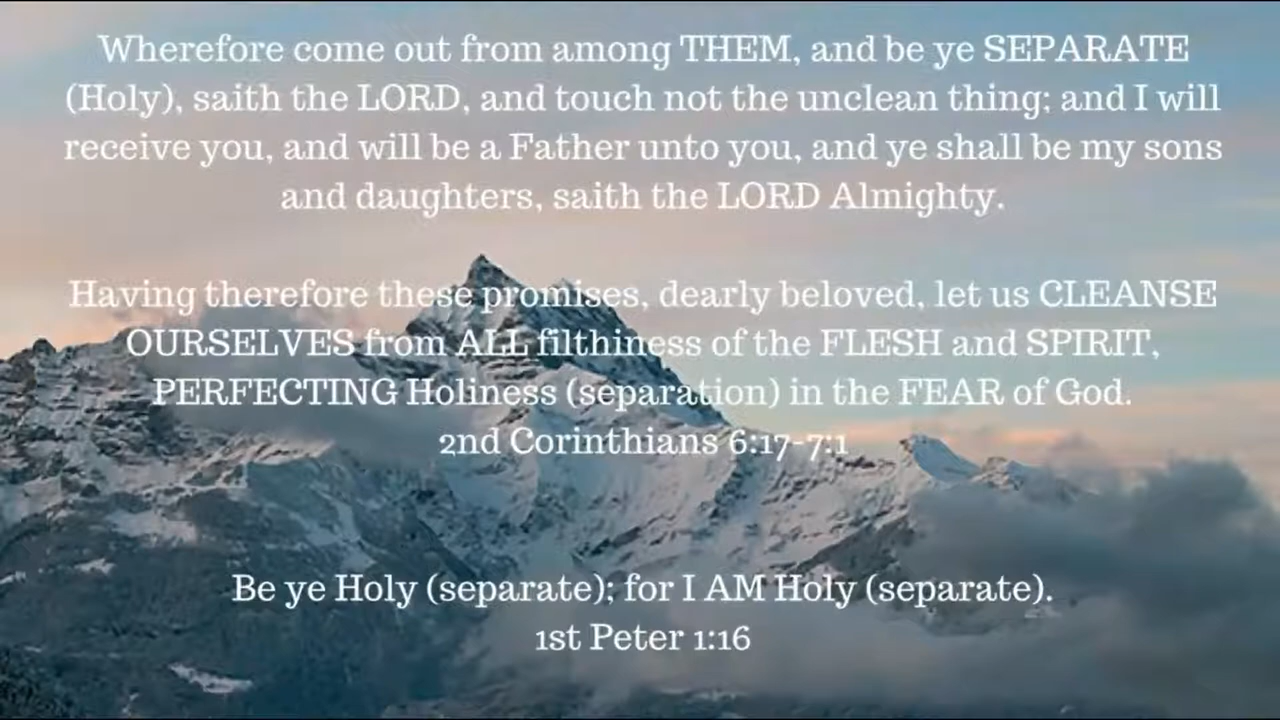 Wherefore come out from among THEM, and be ye SEPARATE
(Holy), saith the LORD, and touch not the unclean thing; and I will
receive you, and will be a Father unto you, and ye shall be my sons
and daughters, saith the LORD Almighty.
Having therefore these promises, dearly beloved, let us CLEANSE
OURSELVES from ALL filthiness of the FLESH and SPIRIT,
PERFECTING Holiness (separation) in the FEAR of God.
2nd Corinthians 6:17-7:1
Be ye Holy (separate); for I AM Holy (separate).
1st Peter 1:16